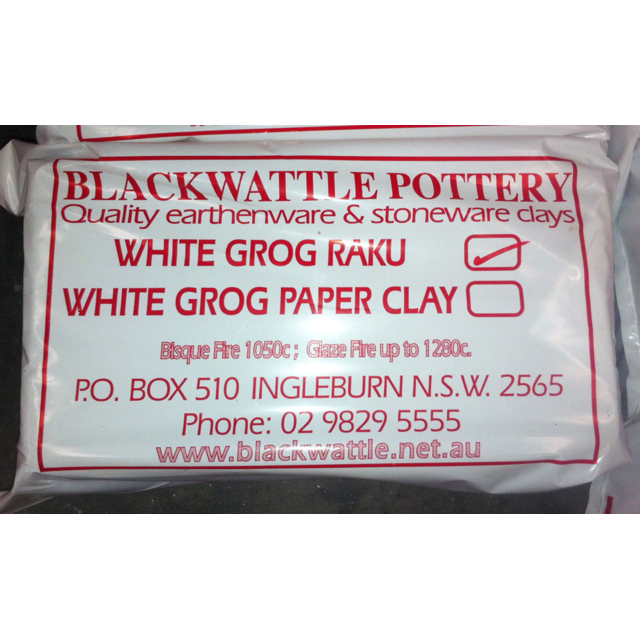 BLACKWATTLE POTTERY
Quality earthenware & stoneware clays
WHITE GROG RAKU
WHITE GROG PAPER CLAY
Bisque Fire 1050c; Glaze Fire up to 1280c.
P.O. BOX 510 INGLEBURN N.S.W. 2565
Phone: 02 9829 5555
www.blackwattle.net.au